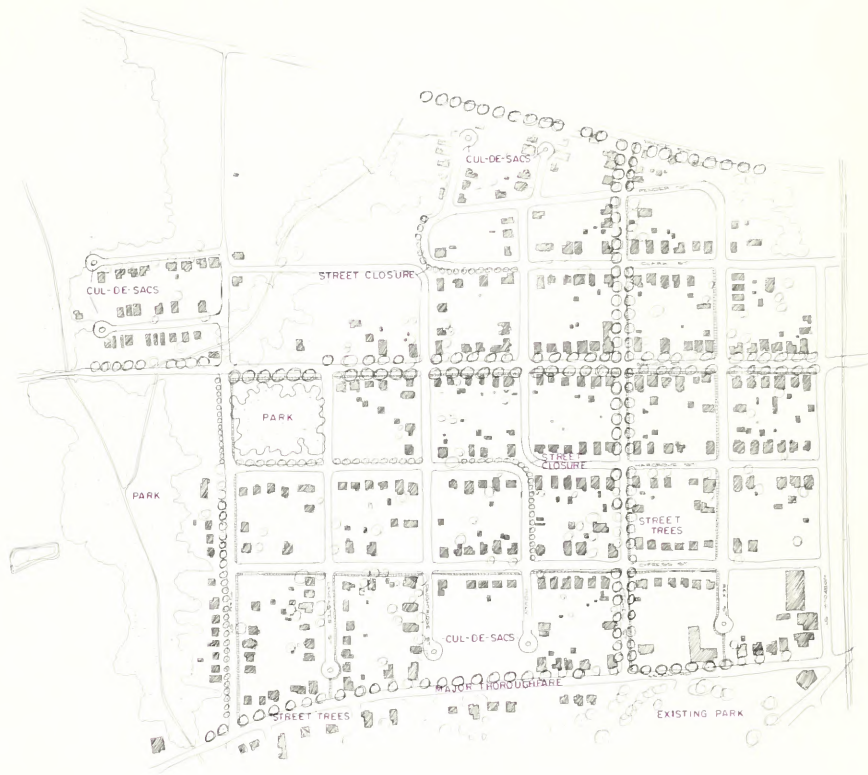 CUL-DE-SACS
STREET CLOSURE
CUL-DE-SACS
PARK
STREET
CLOSURE
PARK
STREET
TREES
CUL-DE-SACS
MAJOR THOROUGHFARE
STREET TREES
EXISTING PARK